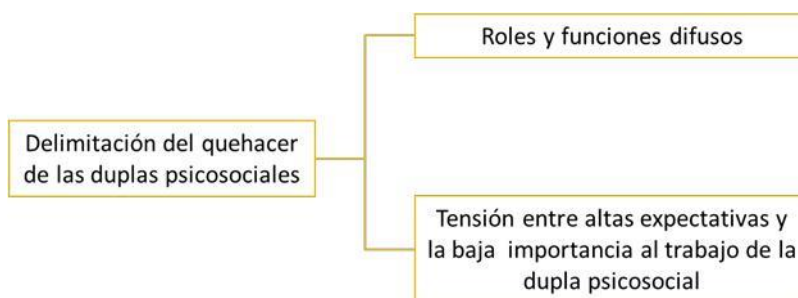 Roles y funciones difusos
Delimitación del quehacer
de las duplas psicosociales
Tensión entre altas expectativas y
la baja importancia al trabajo de la
dupla psicosocial